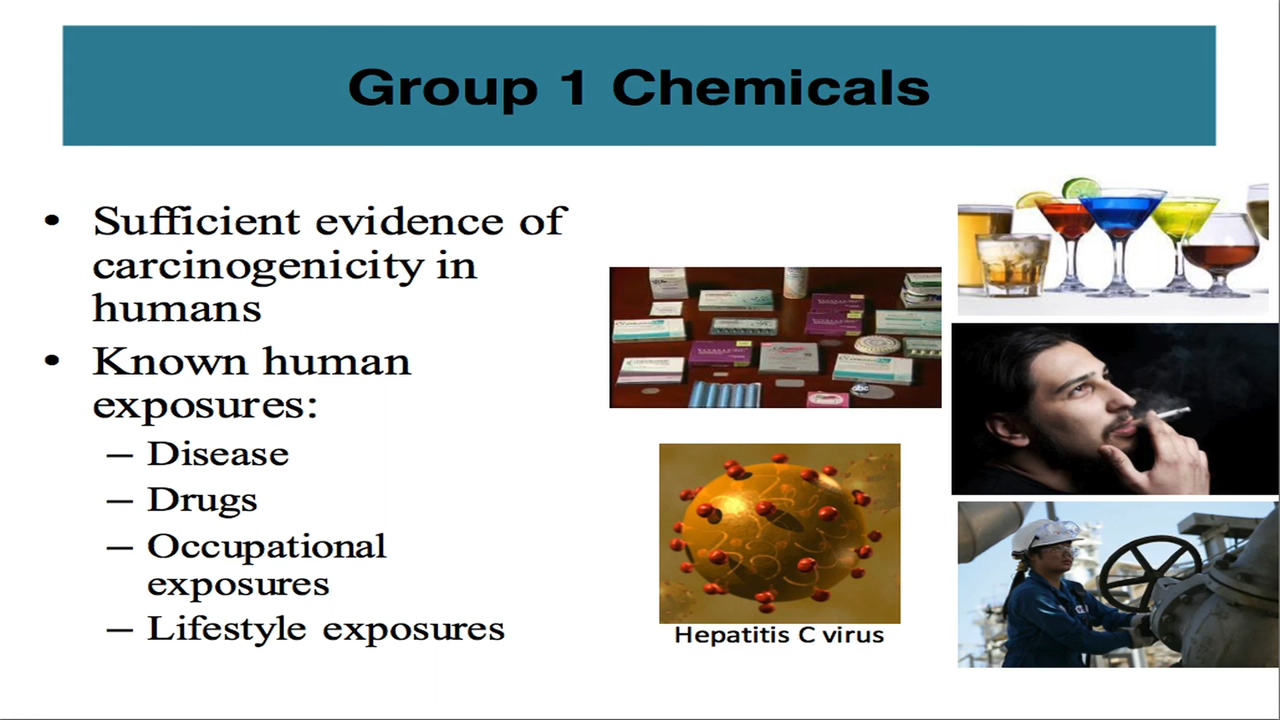 Group 1 Chemicals
• Sufficient evidence of
carcinogenicity in
humans
• Known human
exposures:
– Disease
– Drugs
– Occupational
exposures
– Lifestyle exposures
abc
Hepatitis C virus